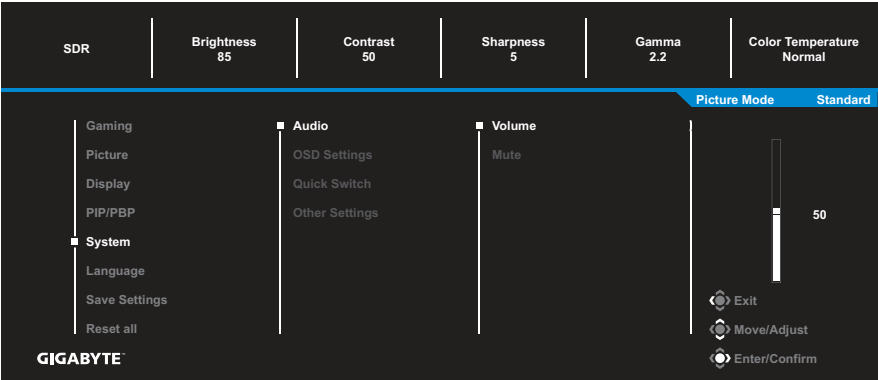 SDR
Brightness
85
Contrast
50
Sharpness
5
Gamma
2.2
Color Temperature
Normal
Picture Mode Standard
Gaming
Picture
Display
PIP/PBP
System
Language
Save Settings
Reset all
Audio
OSD Settings
Quick Switch
Other Settings
Volume
Mute
50
Exit
Move/Adjust
Enter/Confirm
GIGABYTE™